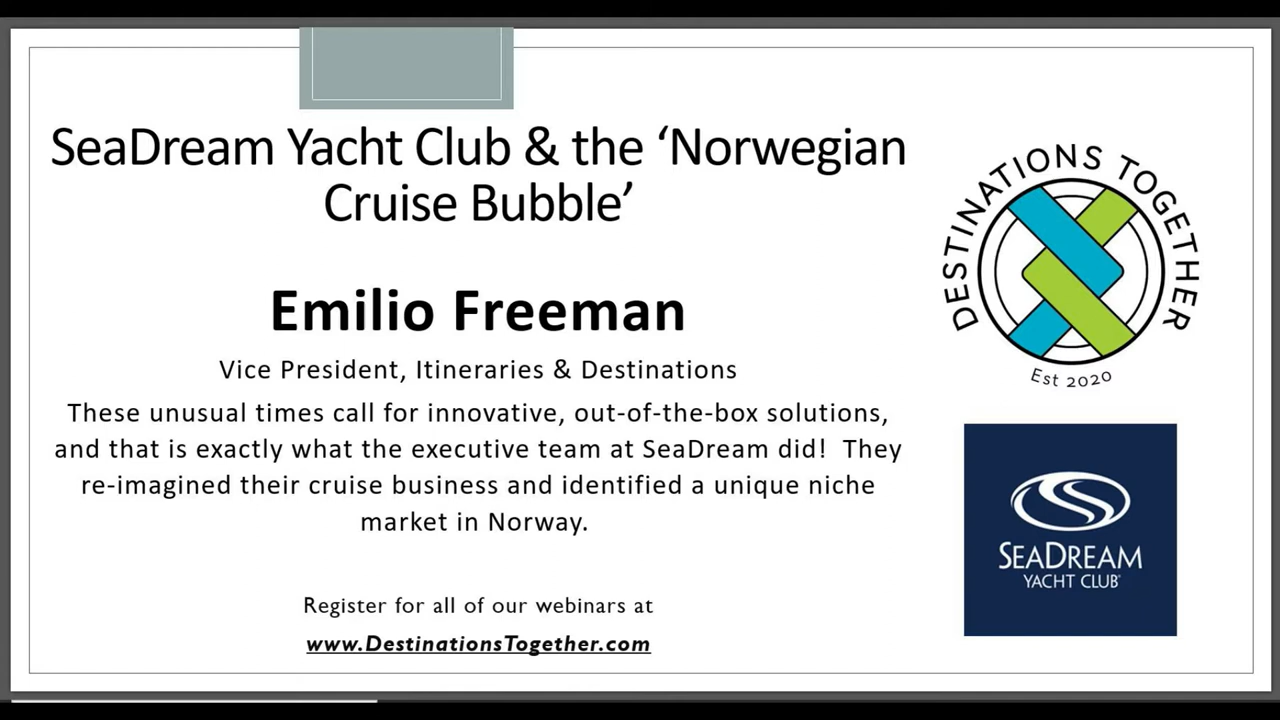 SeaDream Yacht Club & the ‘Norwegian
Cruise Bubble’
Emilio Freeman
Vice President, Itineraries & Destinations
These unusual times call for innovative, out-of-the-box solutions,
and that is exactly what the executive team at SeaDream did!  They
re-imagined their cruise business and identified a unique niche
market in Norway.
Register for all of our webinars at
www.DestinationsTogether.com
DESTINATIONS TOGETHER
Est 2020
SEADREAM
YACHT CLUB®